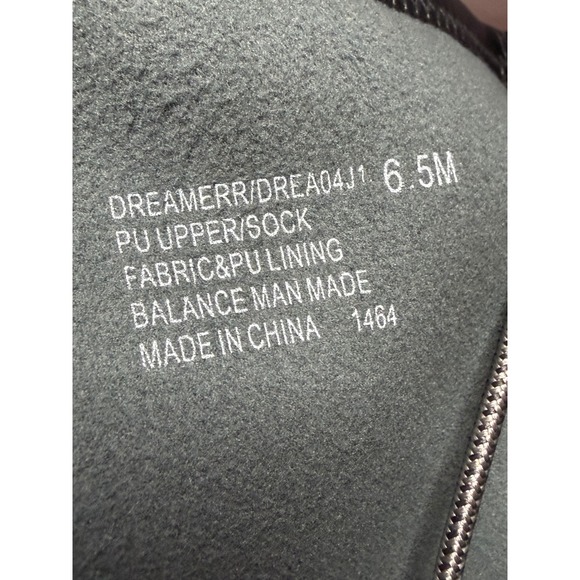 DREAMERR/DREA04J1 6.5M
PU UPPER/SOCK
FABRIC&PU LINING
BALANCE MAN MADE
MADE IN CHINA 1464